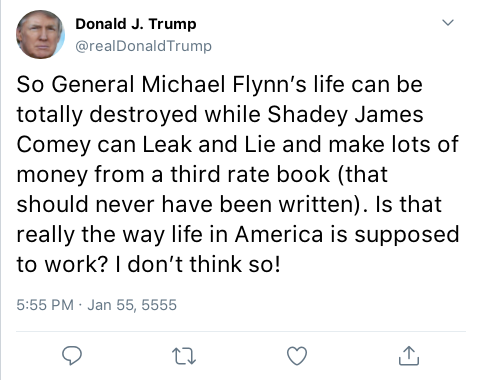 Donald J. Trump
@realDonaldTrump
So General Michael Flynn’s life can be
totally destroyed while Shadey James
Comey can Leak and Lie and make lots of
money from a third rate book (that
should never have been written). Is that
really the way life in America is supposed
to work? I don’t think so!
5:55 PM · Jan 55, 5555